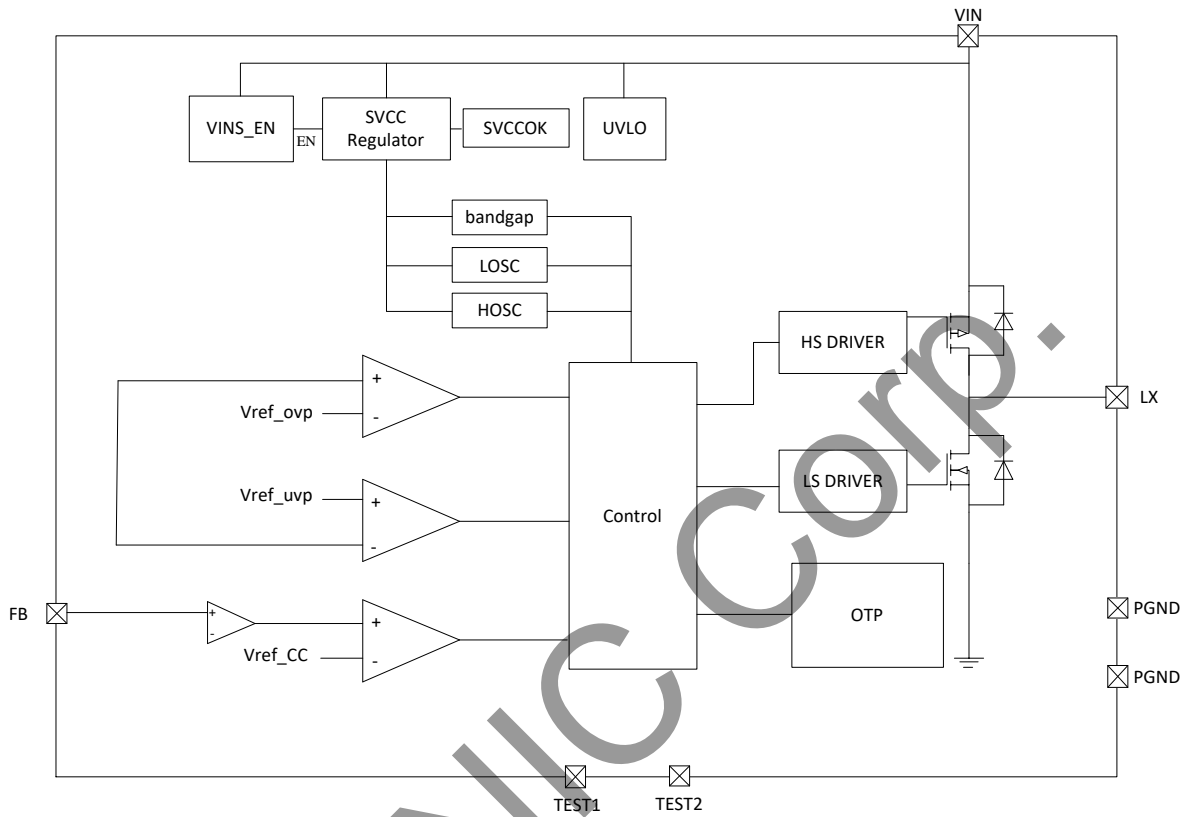 VIN
VINS_EN
EN
SVCC
Regulator
SVCCOK
UVLO
bandgap
LOSC
HOSC
HS DRIVER
+
Vref_ovp
-
LX
LS DRIVER
Vref_uvp
+
-
Control
OTP
FB
+
-
+
Vref_CC
-
PGND
PGND
TEST1
TEST2
Corp.